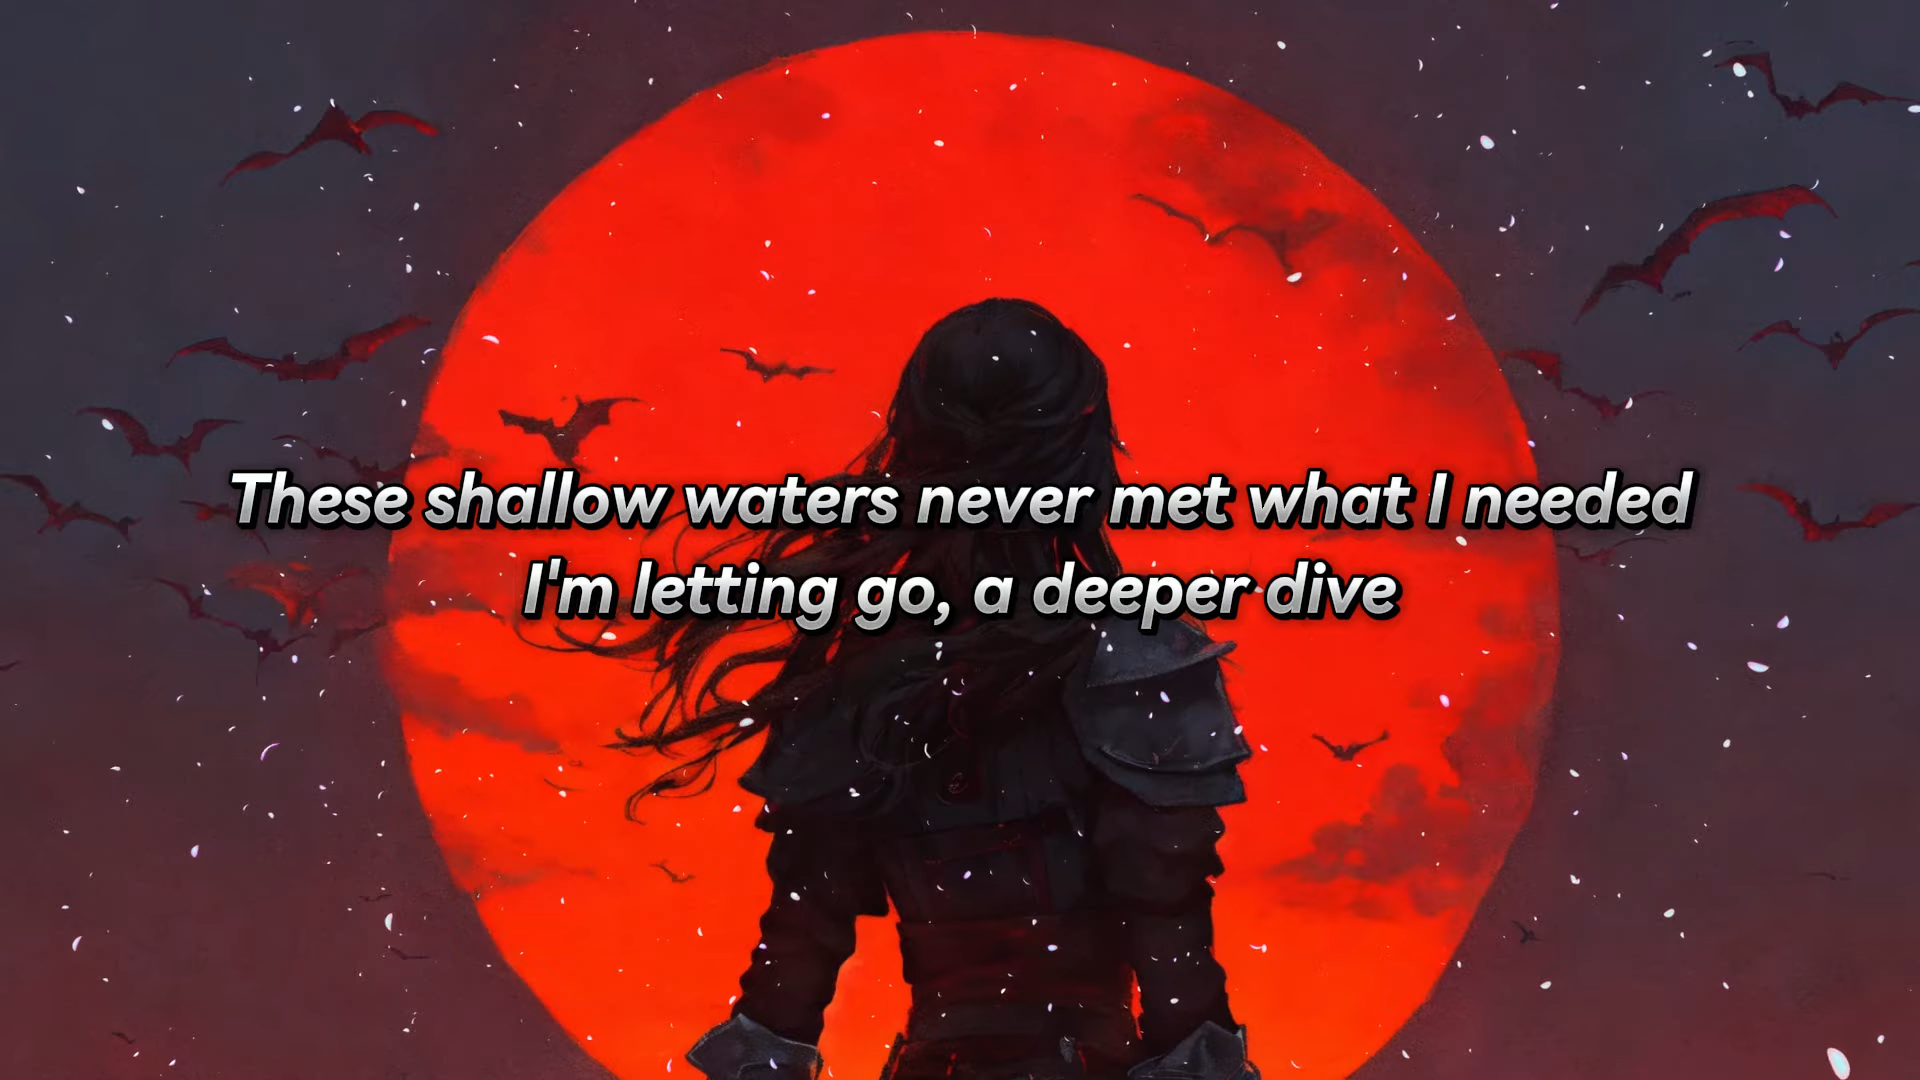 These shallow waters never met what I needed
I'm letting go, a deeper dive